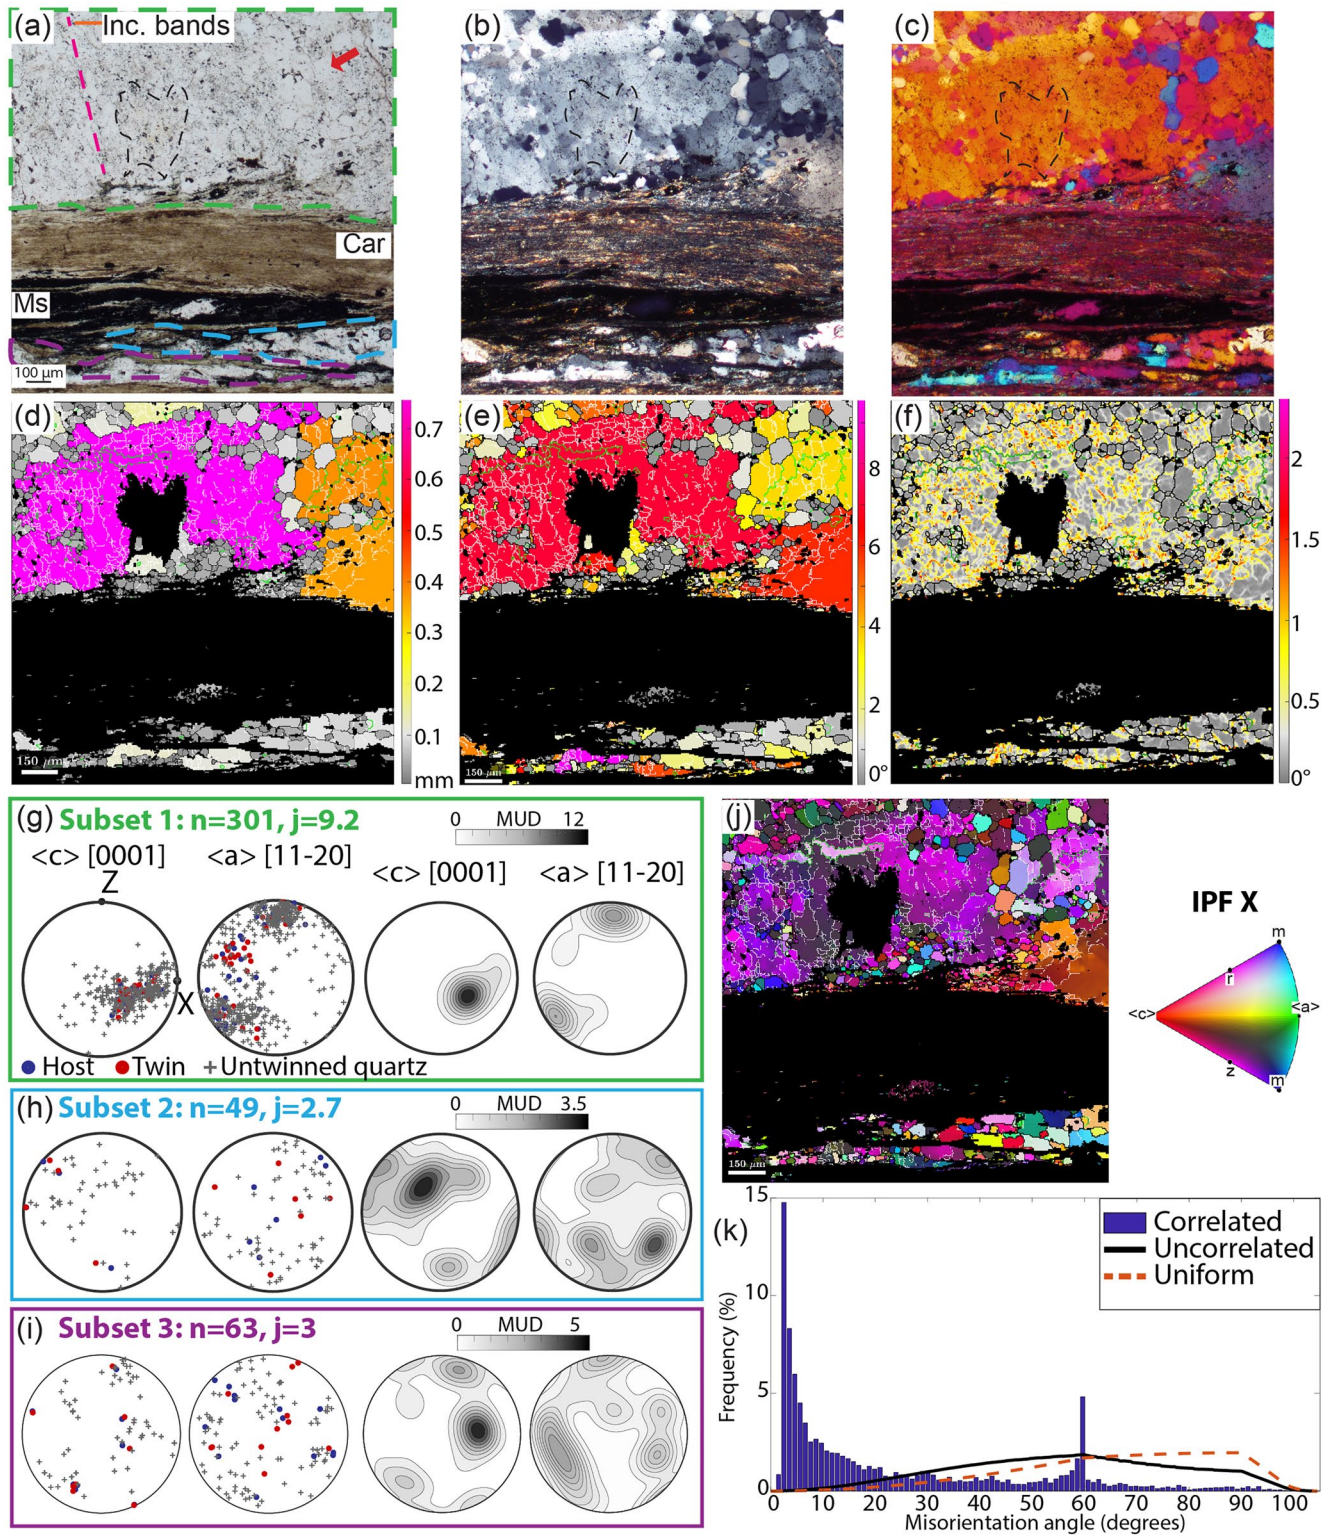 (a)
Inc. bands
Car
Ms
100 μm
(b)
(c)
(d)
0.7
0.6
0.5
0.4
0.3
0.2
0.1
mm
150 μm
(e)
8
6
4
2
0°
150 μm
(f)
2
1.5
1
0.5
0°
(g) Subset 1: n=301, j=9.2
0 MUD 12
<c> [0001] <a> [11-20] <c> [0001] <a> [11-20]
Z
X
Host Twin Untwinned quartz
(h) Subset 2: n=49, j=2.7
0 MUD 3.5
(i) Subset 3: n=63, j=3
0 MUD 5
(j)
150 μm
IPF X
m
r
<c>
<a>
z
m
(k)
15
10
5
0
Frequency (%)
Correlated
Uncorrelated
Uniform
0 10 20 30 40 50 60 70 80 90 100
Misorientation angle (degrees)